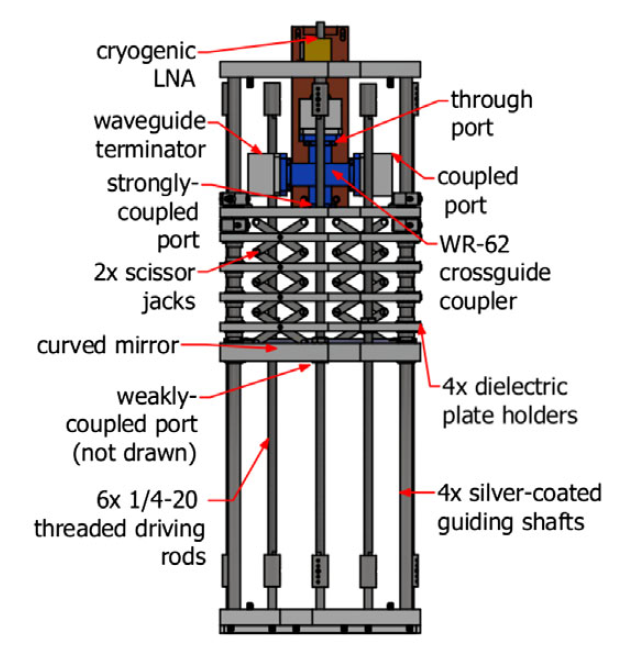 cryogenic
LNA
through
port
waveguide
terminator
coupled
port
strongly-
coupled
port
WR-62
crossguide
coupler
2x scissor
jacks
curved mirror
4x dielectric
plate holders
weakly-
coupled port
(not drawn)
6x 1/4-20
threaded driving
rods
4x silver-coated
guiding shafts